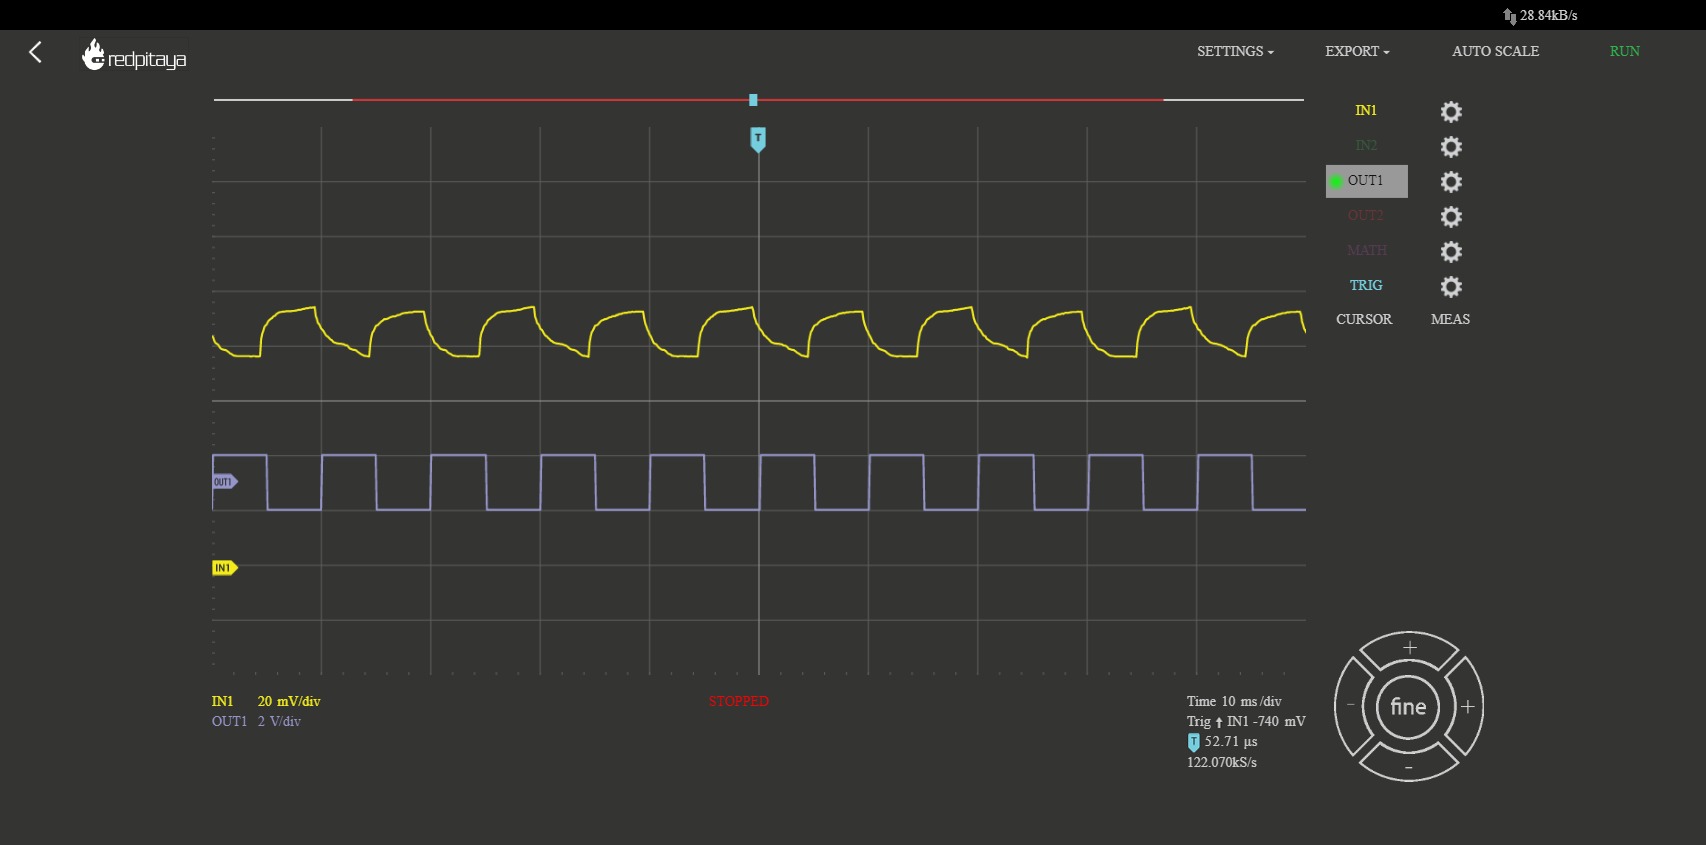 28.84kB/s
redpitaya
SETTINGS
EXPORT
AUTO SCALE
RUN
IN1
IN2
OUT1
OUT2
MATH
TRIG
CURSOR MEAS
T
OUT1
IN1
IN1 20 mV/div
OUT1 2 V/div
STOPPED
Time 10 ms/div
Trig ↑ IN1 -740 mV
T 52.71 µs
122.070kS/s
+
- fine +
-